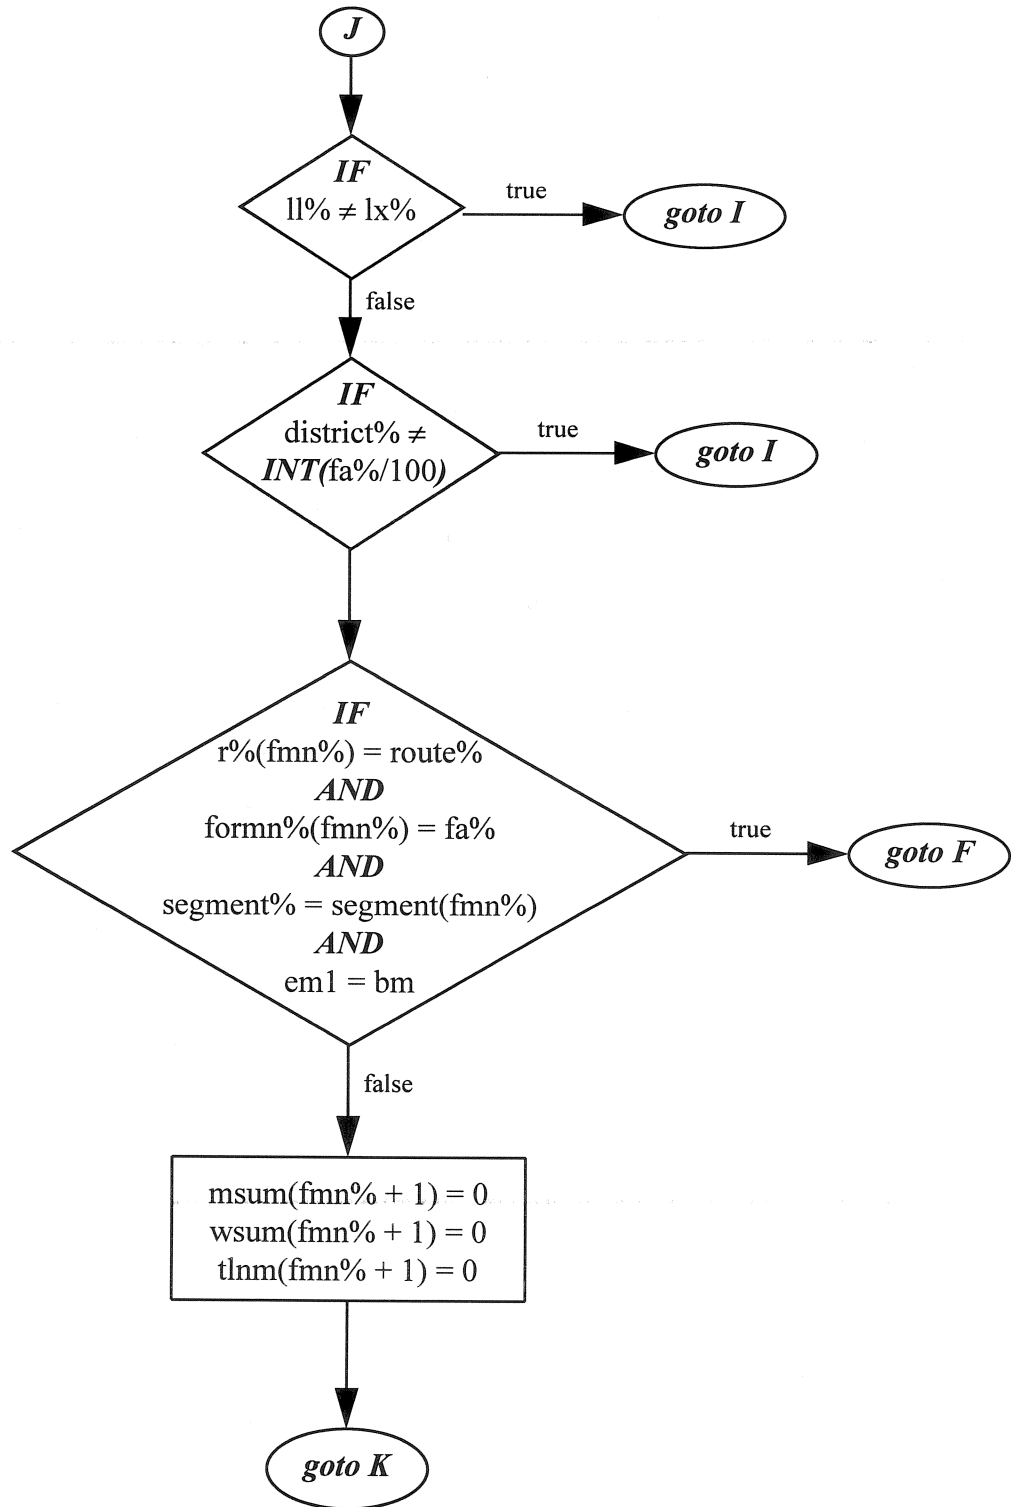 J
IF
ll% ≠ lx%
true
goto I
false
IF
district% ≠
INT(fa%/100)
true
goto I
IF
r%(fmn%) = route%
AND
formn%(fmn%) = fa%
AND
segment% = segment(fmn%)
AND
em1 = bm
true
goto F
false
msum(fmn% + 1) = 0
wsum(fmn% + 1) = 0
tlnm(fmn% + 1) = 0
goto K